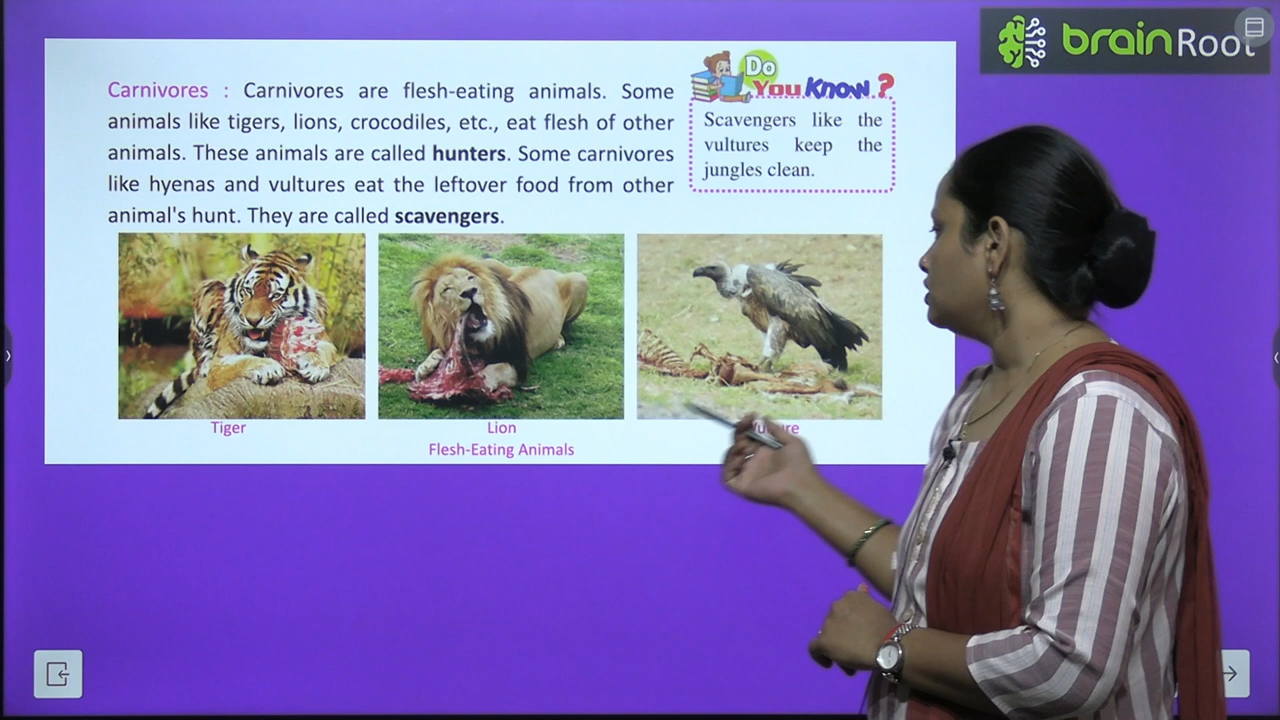 brainRoot
Carnivores : Carnivores are flesh-eating animals. Some
animals like tigers, lions, crocodiles, etc., eat flesh of other
animals. These animals are called hunters. Some carnivores
like hyenas and vultures eat the leftover food from other
animal's hunt. They are called scavengers.
Do
You Know?
Scavengers like the
vultures keep the
jungles clean.
Tiger
Lion
Flesh-Eating Animals